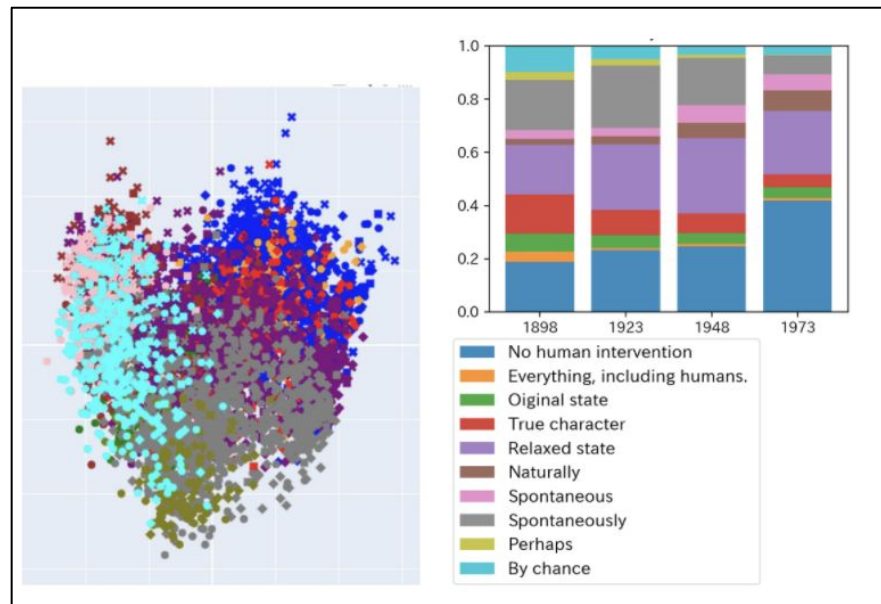 1.0
0.8
0.6
0.4
0.2
0.0
1898 1923 1948 1973
No human intervention
Everything, including humans.
Oiginal state
True character
Relaxed state
Naturally
Spontaneous
Spontaneously
Perhaps
By chance